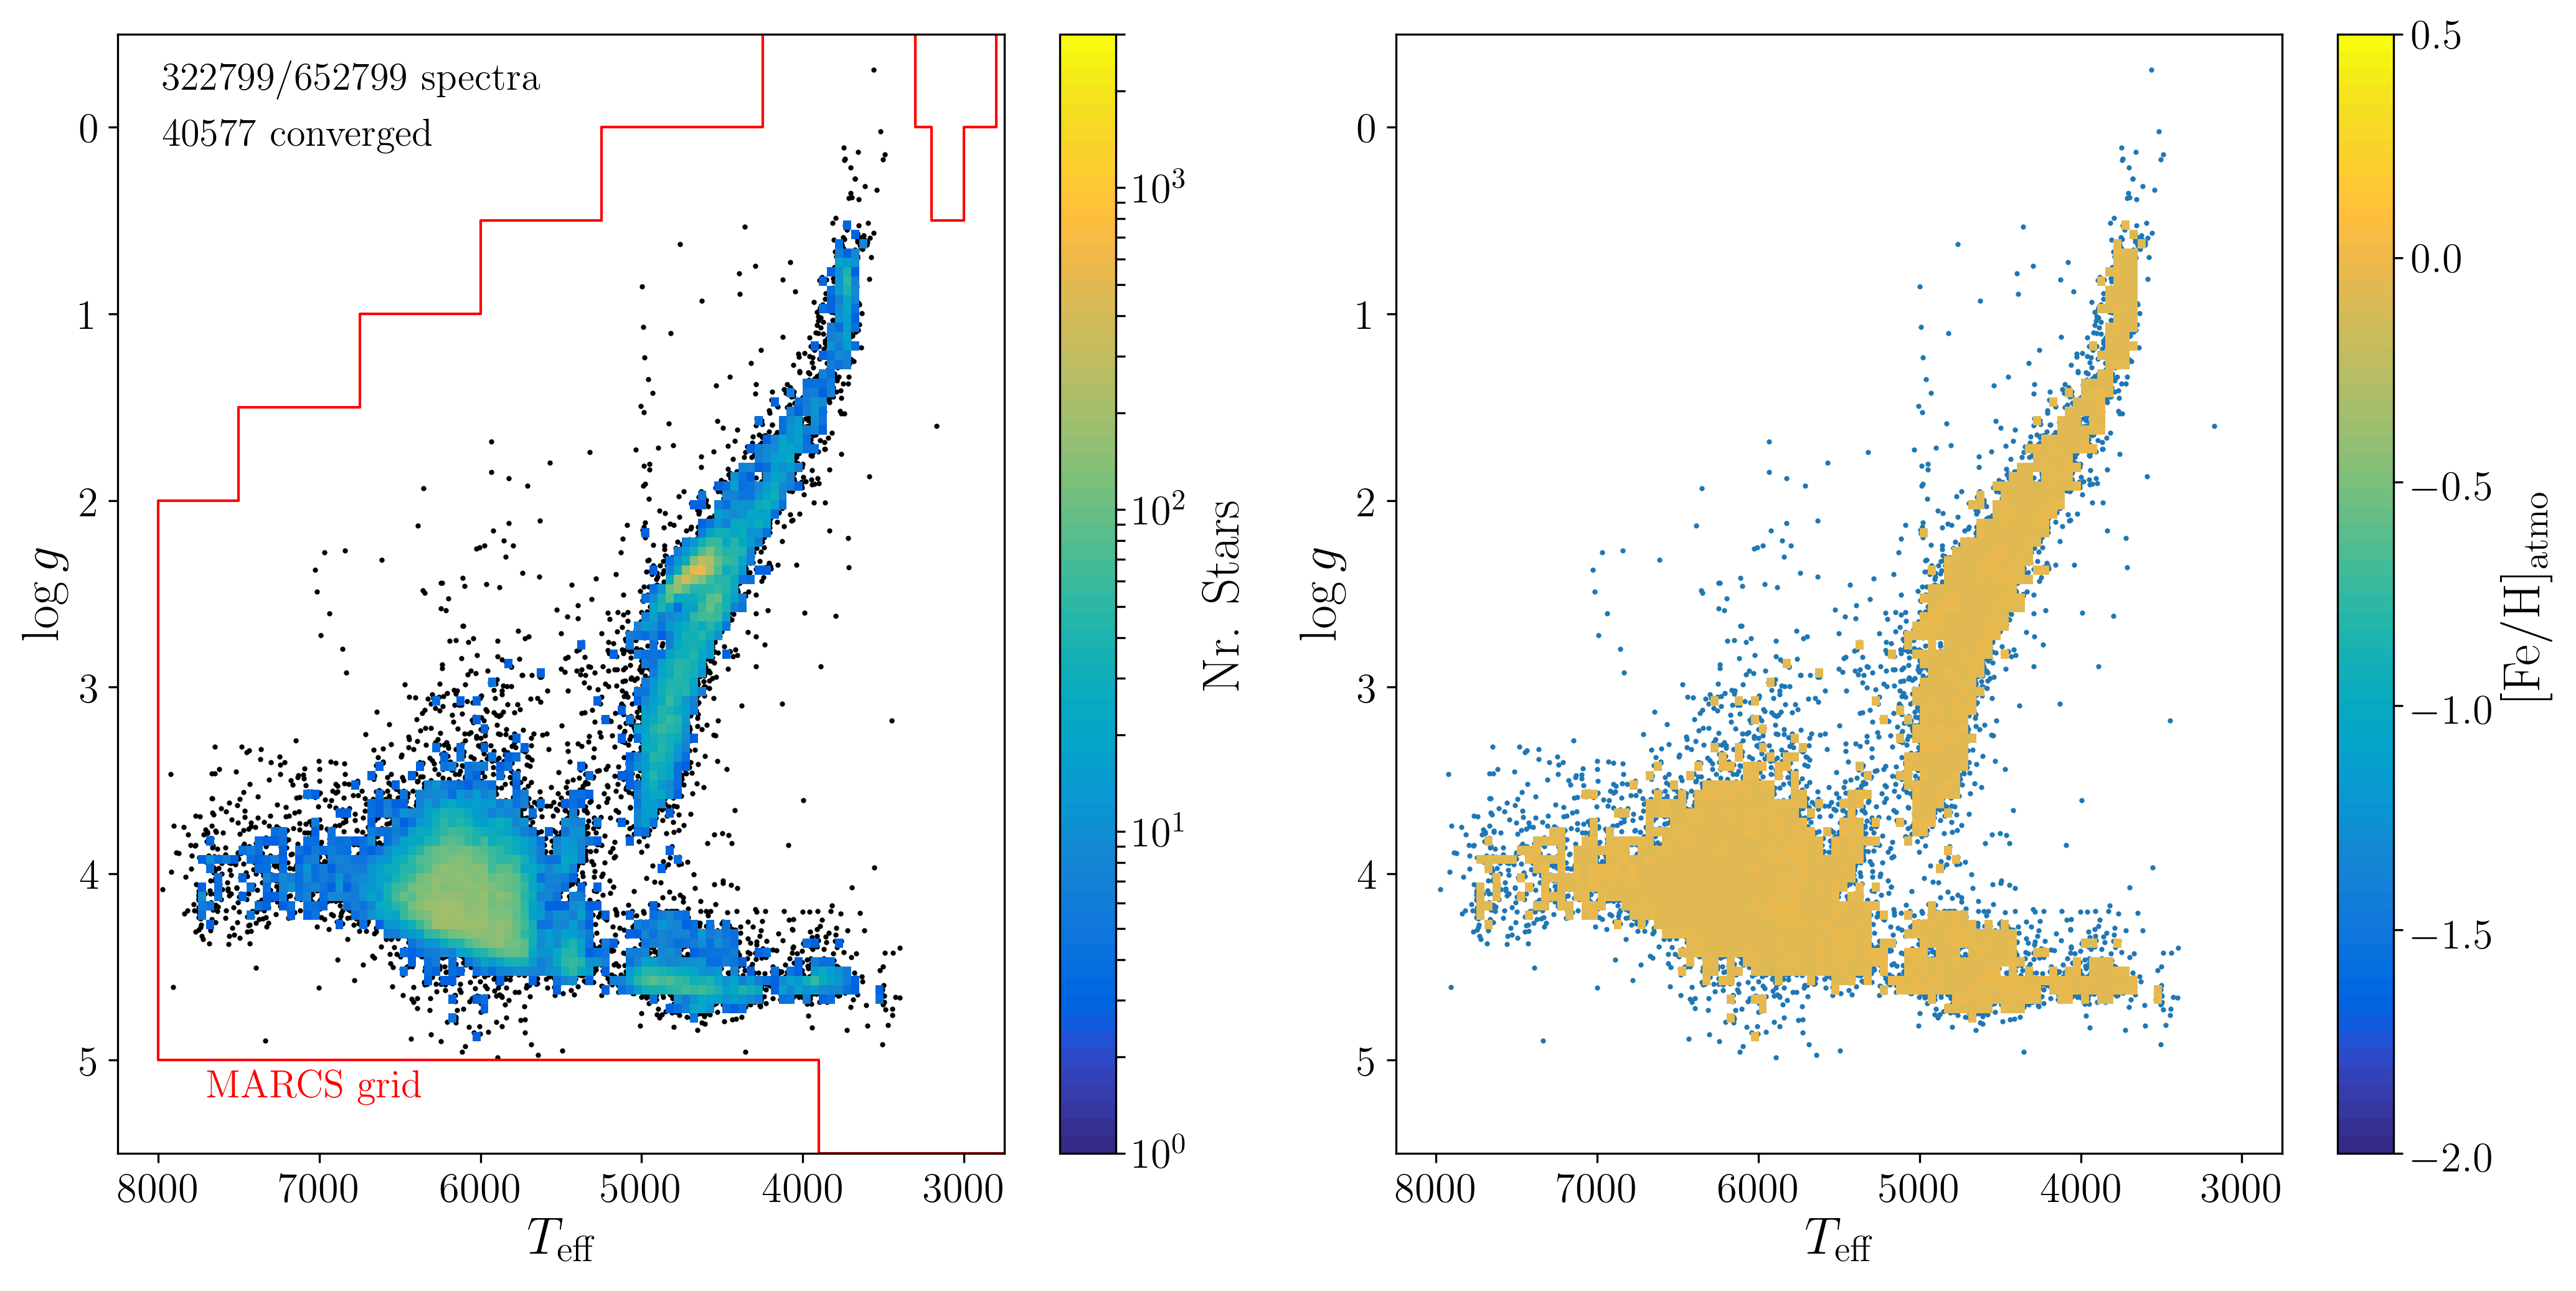 322799/652799 spectra
40577 converged
MARCS grid
0
1
2
3
4
5
log g
8000 7000 6000 5000 4000 3000
T_eff
10^3
10^2
10^1
10^0
Nr. Stars
0
1
2
3
4
5
log g
8000 7000 6000 5000 4000 3000
T_eff
0.5
0.0
−0.5
−1.0
−1.5
−2.0
[Fe/H]_atmo